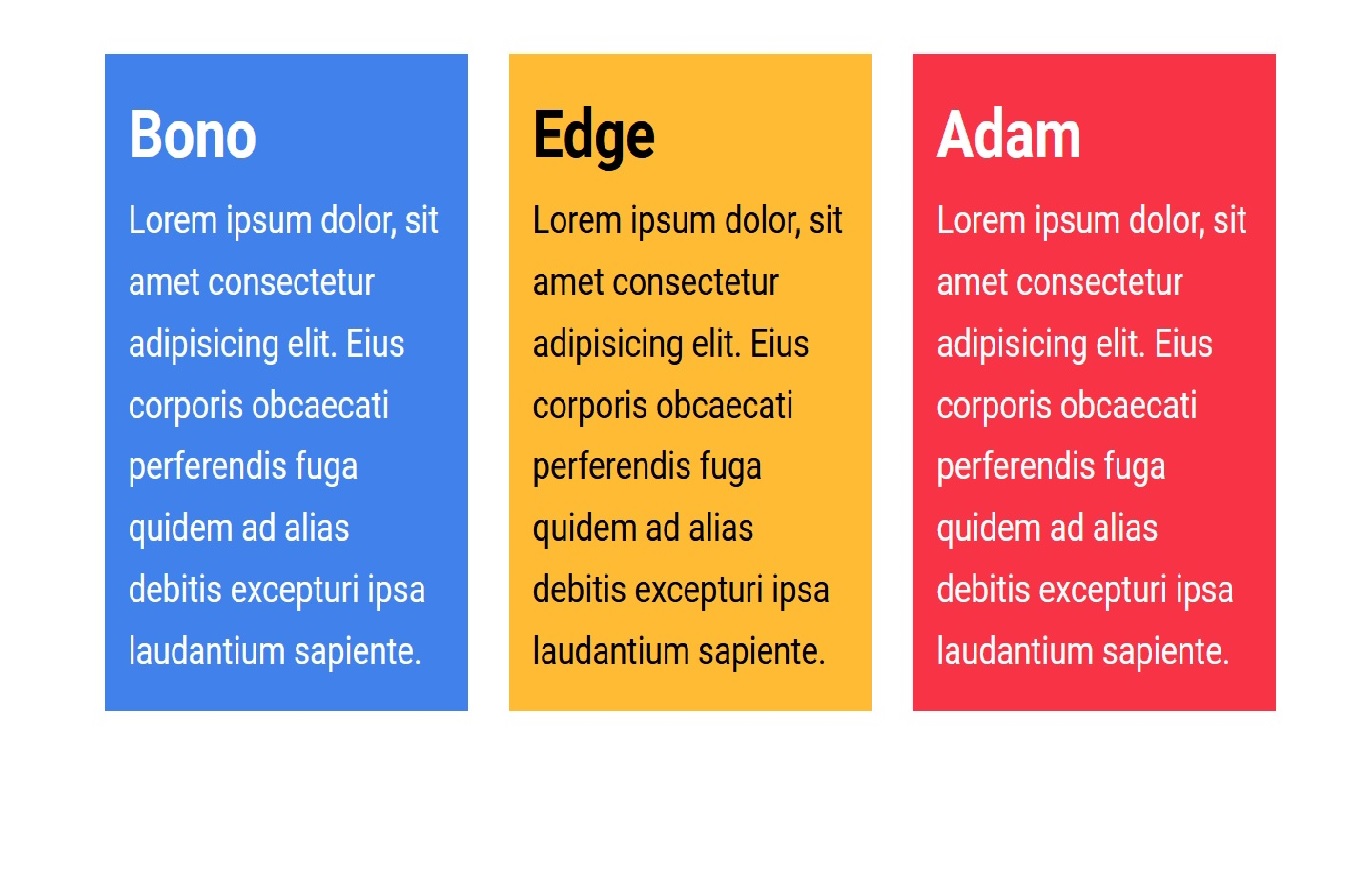 Bono
Lorem ipsum dolor, sit
amet consectetur
adipisicing elit. Eius
corporis obcaecati
perferendis fuga
quidem ad alias
debitis excepturi ipsa
laudantium sapiente.
Edge
Lorem ipsum dolor, sit
amet consectetur
adipisicing elit. Eius
corporis obcaecati
perferendis fuga
quidem ad alias
debitis excepturi ipsa
laudantium sapiente.
Adam
Lorem ipsum dolor, sit
amet consectetur
adipisicing elit. Eius
corporis obcaecati
perferendis fuga
quidem ad alias
debitis excepturi ipsa
laudantium sapiente.